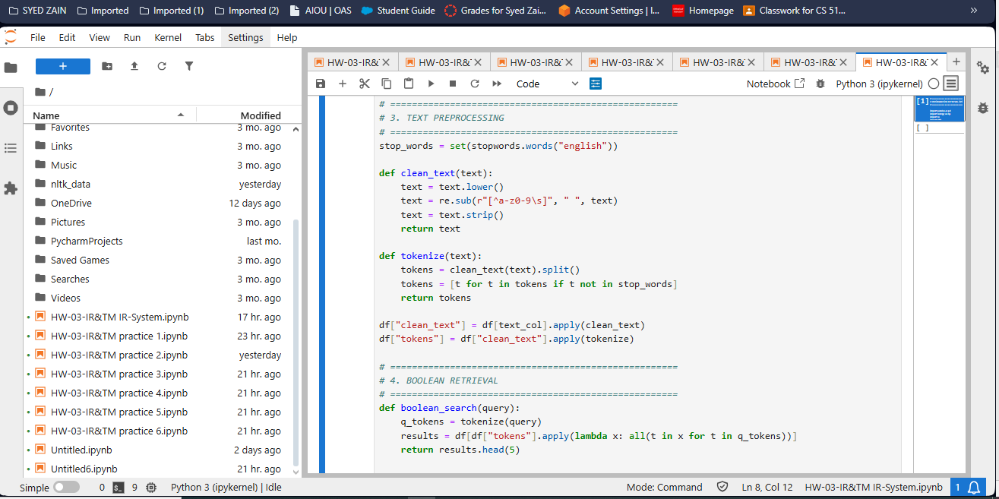 SYED ZAIN Imported Imported (1) Imported (2) AIOU | OAS Student Guide Grades for Syed Zai... Account Settings | I... Homepage Classwork for CS 51... »
File Edit View Run Kernel Tabs Settings Help
HW-03-IR&T HW-03-IR&T HW-03-IR&T HW-03-IR&T HW-03-IR&T HW-03-IR&T HW-03-IR&T
Code Notebook Python 3 (ipykernel)
/
Name Modified
Favorites 3 mo. ago
Links 3 mo. ago
Music 3 mo. ago
nltk_data yesterday
OneDrive 12 days ago
Pictures 3 mo. ago
PycharmProjects last mo.
Saved Games 3 mo. ago
Searches 3 mo. ago
Videos 3 mo. ago
HW-03-IR&TM IR-System.ipynb 17 hr. ago
HW-03-IR&TM practice 1.ipynb 23 hr. ago
HW-03-IR&TM practice 2.ipynb yesterday
HW-03-IR&TM practice 3.ipynb 21 hr. ago
HW-03-IR&TM practice 4.ipynb 21 hr. ago
HW-03-IR&TM practice 5.ipynb 21 hr. ago
HW-03-IR&TM practice 6.ipynb 21 hr. ago
Untitled.ipynb 2 days ago
Untitled6.ipynb 21 hr. ago
# ====================================================
# 3. TEXT PREPROCESSING
# ====================================================
stop_words = set(stopwords.words("english"))
def clean_text(text):
    text = text.lower()
    text = re.sub(r"[^a-z0-9\s]", " ", text)
    text = text.strip()
    return text
def tokenize(text):
    tokens = clean_text(text).split()
    tokens = [t for t in tokens if t not in stop_words]
    return tokens
df["clean_text"] = df[text_col].apply(clean_text)
df["tokens"] = df["clean_text"].apply(tokenize)
# ====================================================
# 4. BOOLEAN RETRIEVAL
# ====================================================
def boolean_search(query):
    q_tokens = tokenize(query)
    results = df[df["tokens"].apply(lambda x: all(t in x for t in q_tokens))]
    return results.head(5)
[1]
[ ]
Simple 0 $_ 9 Python 3 (ipykernel) | Idle Mode: Command Ln 8, Col 12 HW-03-IR&TM IR-System.ipynb 1